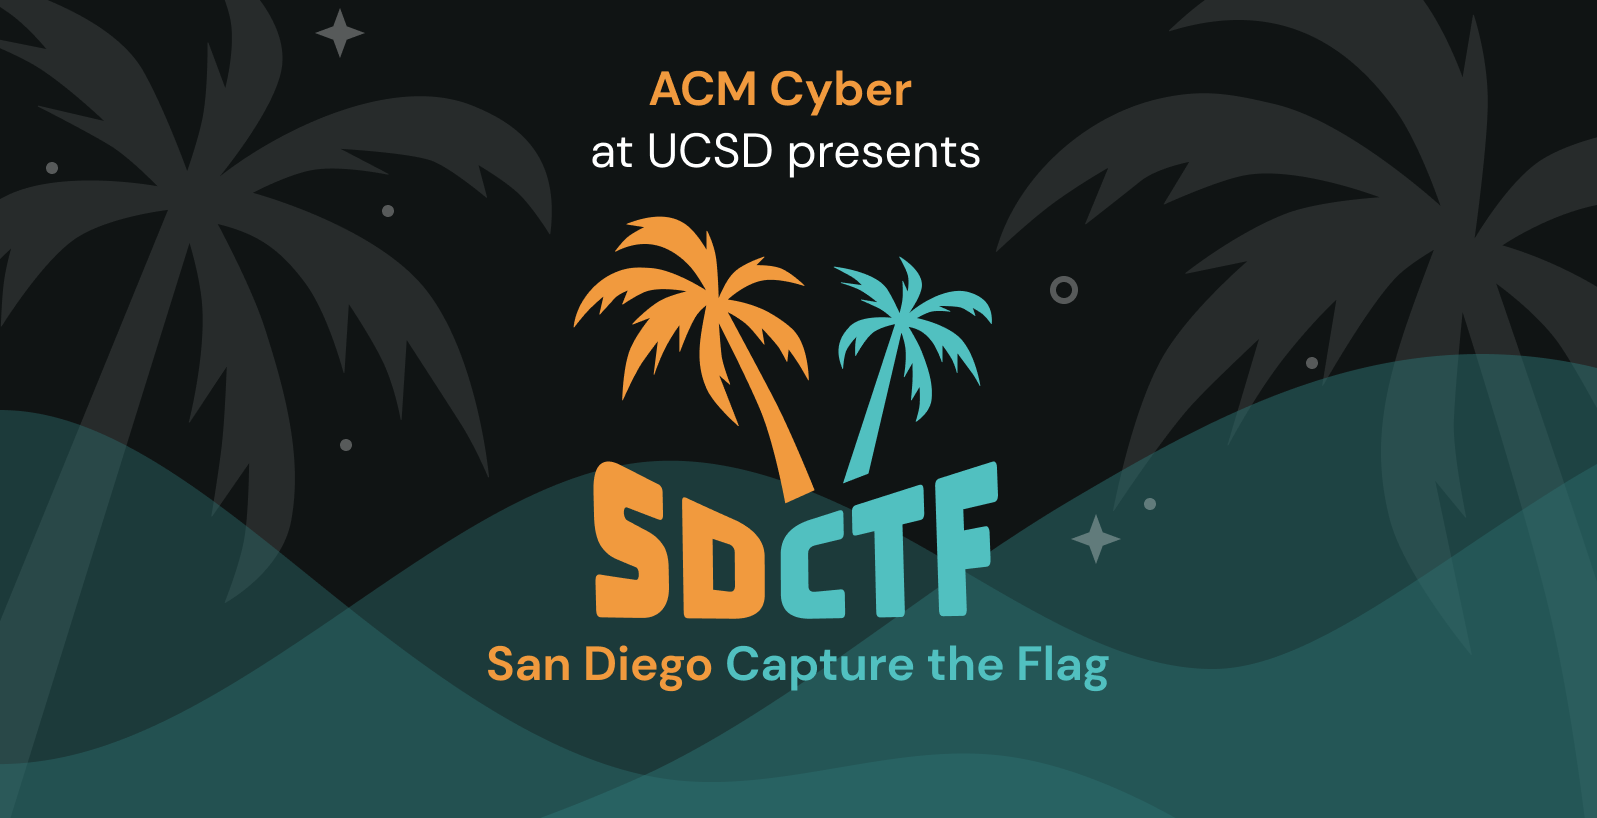 ACM Cyber
at UCSD presents
SDCTF
San Diego Capture the Flag